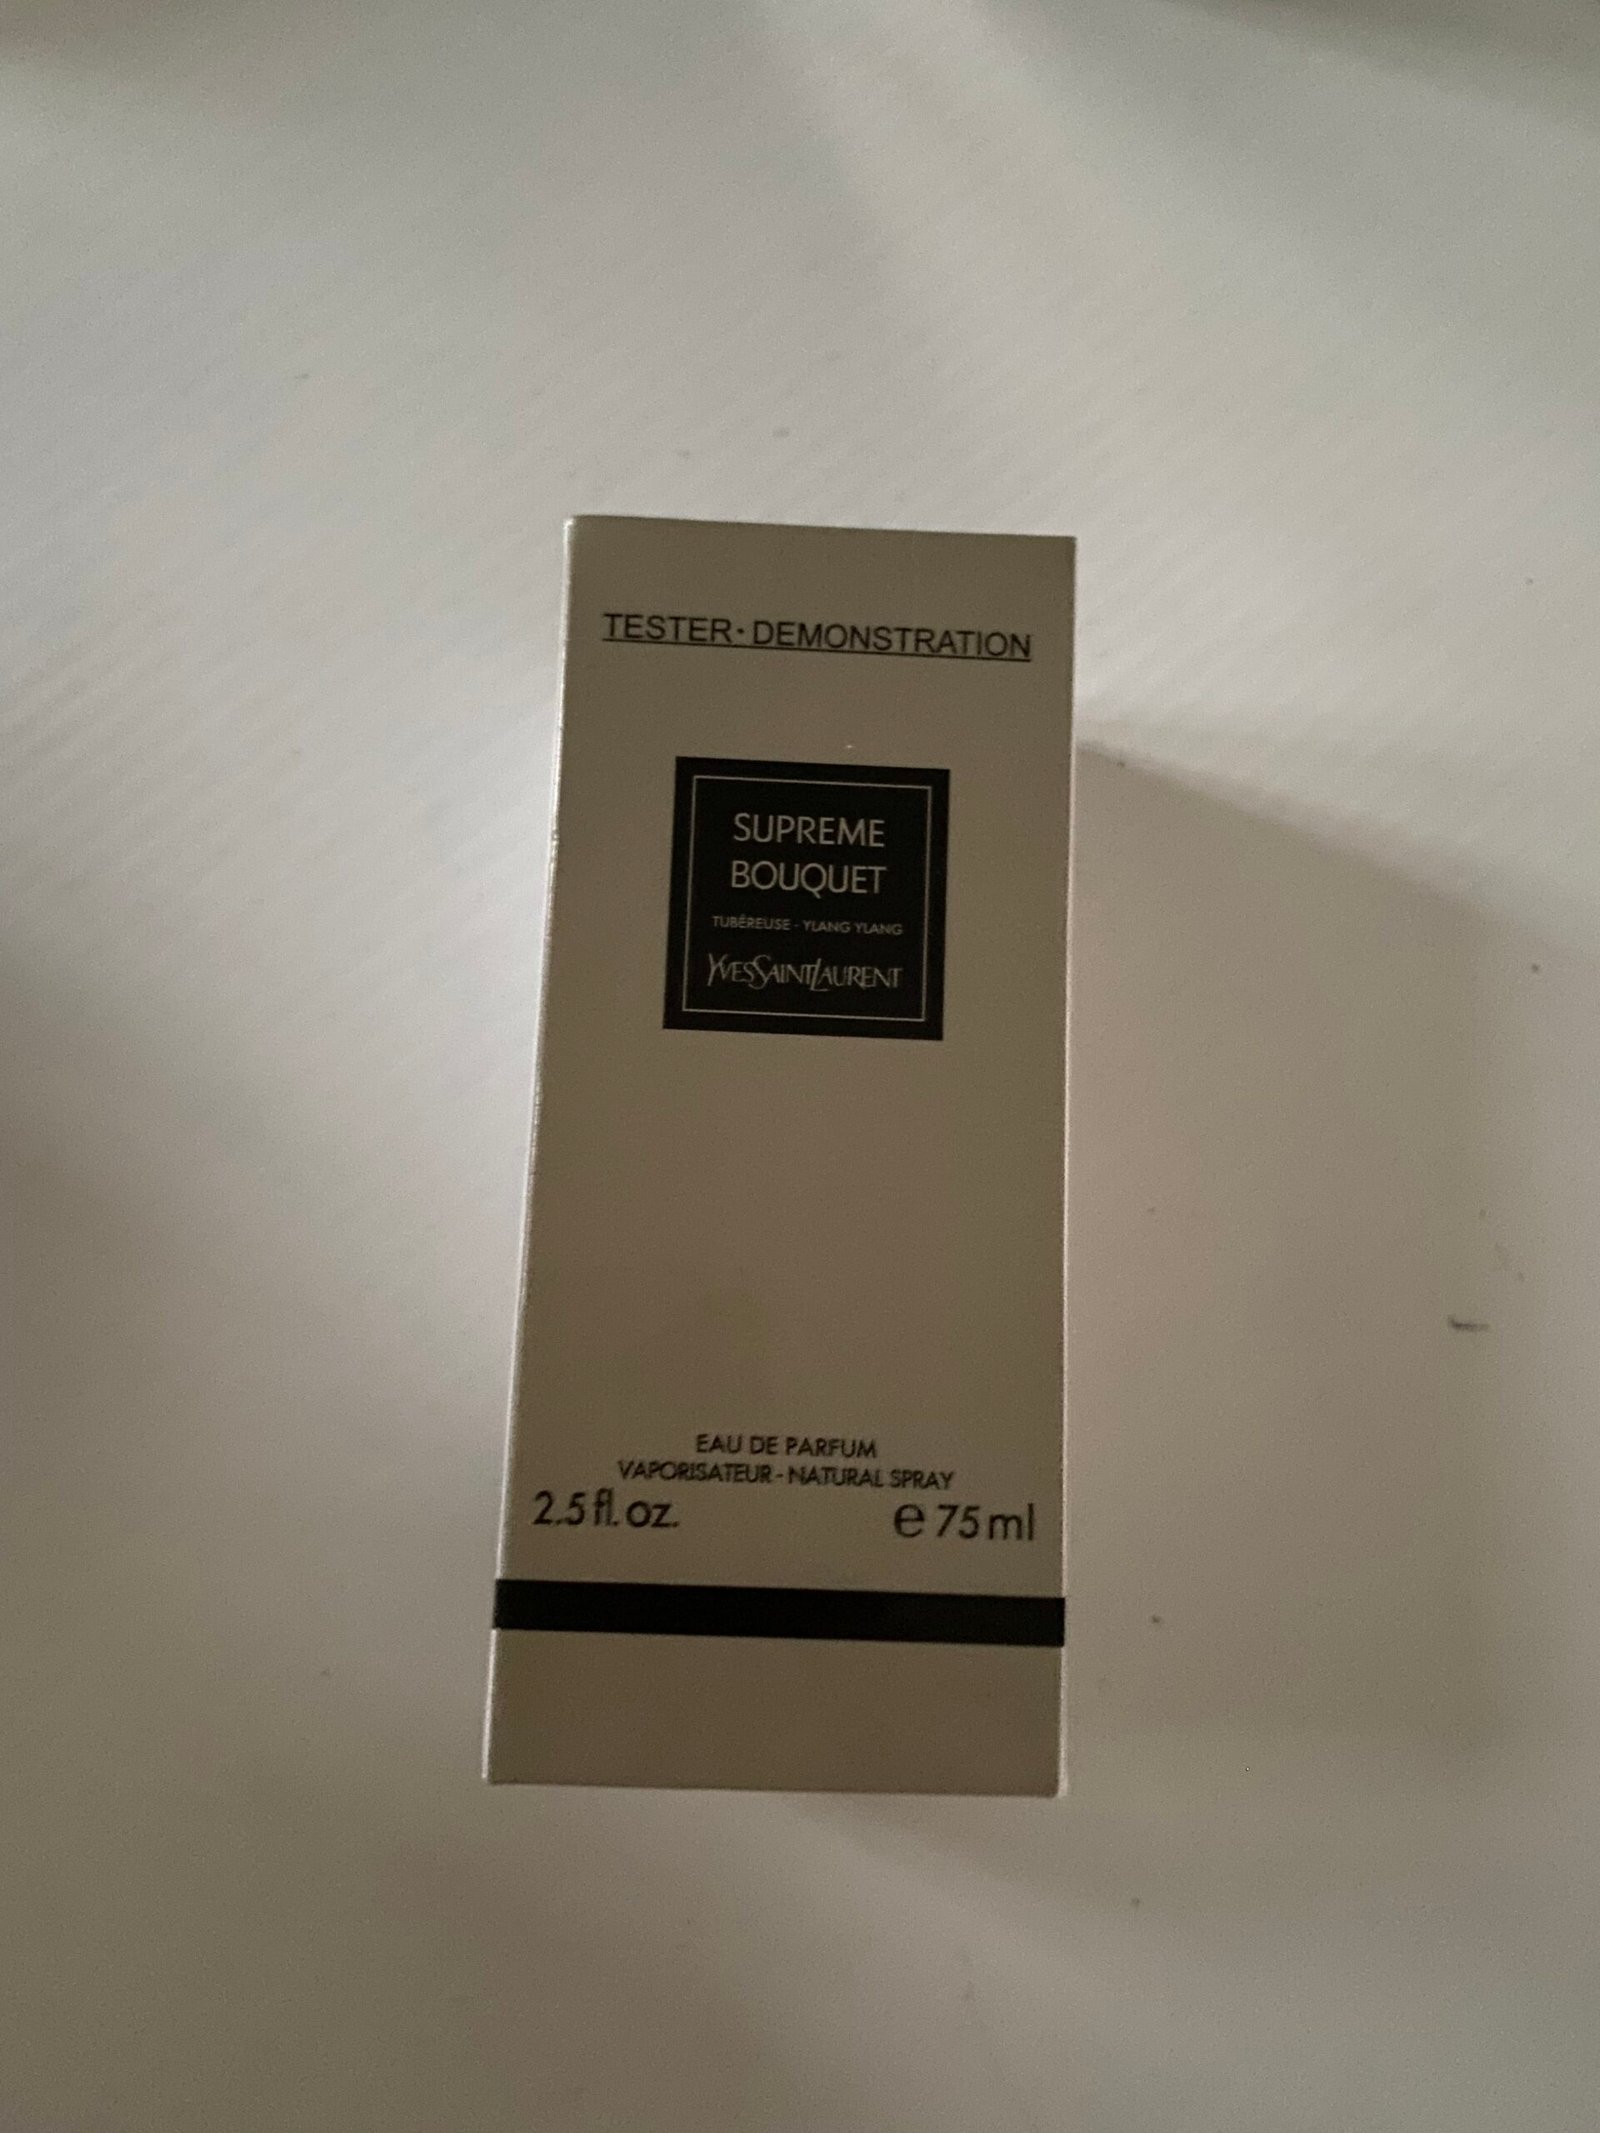 TESTER · DEMONSTRATION
SUPREME
BOUQUET
TUBÉREUSE - YLANG YLANG
YVESSAINTLAURENT
EAU DE PARFUM
VAPORISATEUR - NATURAL SPRAY
2.5 fl. oz. ℮ 75 ml